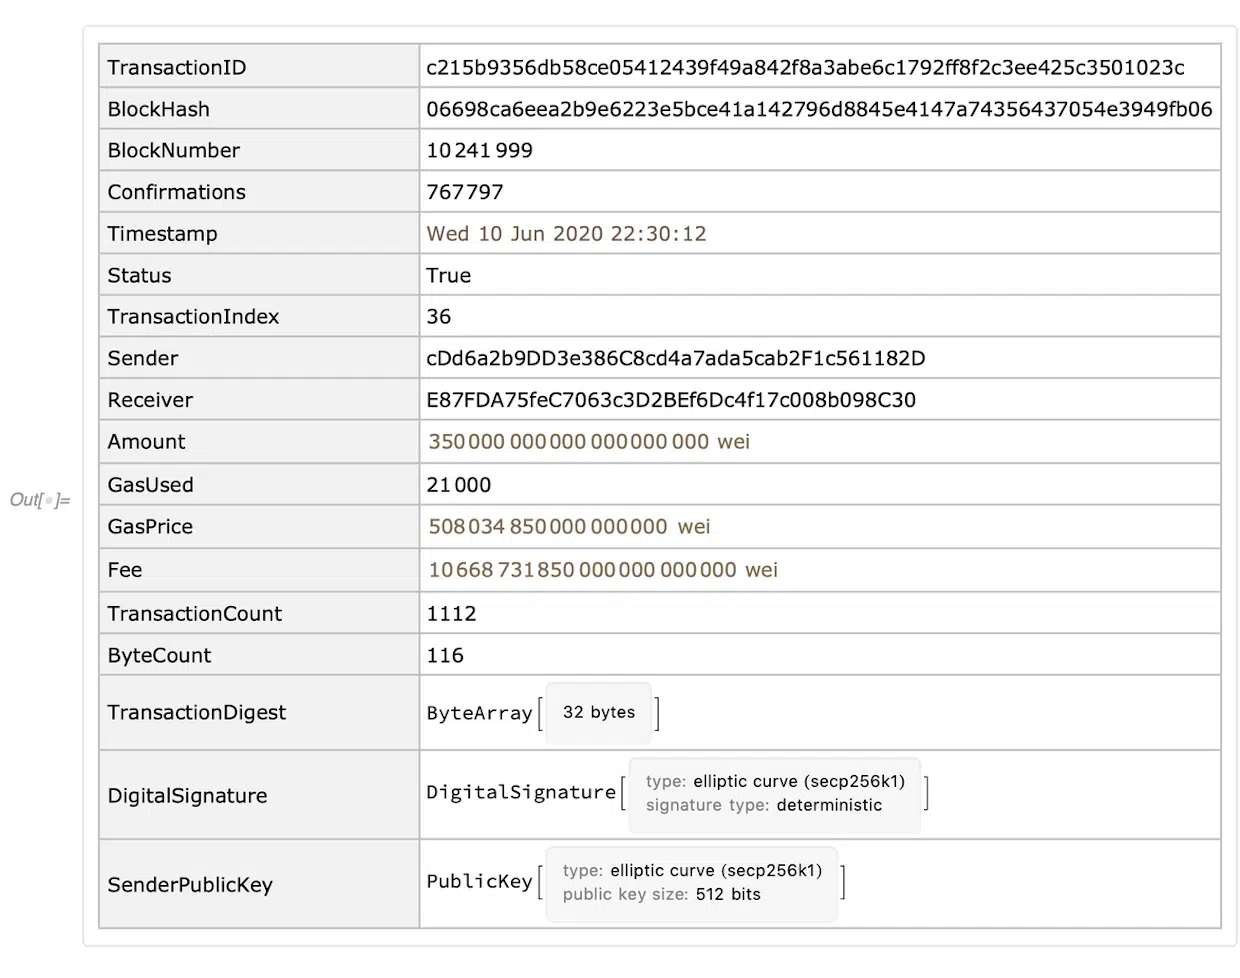 TransactionID c215b9356db58ce05412439f49a842f8a3abe6c1792ff8f2c3ee425c3501023c
BlockHash 06698ca6eea2b9e6223e5bce41a142796d8845e4147a74356437054e3949fb06
BlockNumber 10 241 999
Confirmations 767 797
Timestamp Wed 10 Jun 2020 22:30:12
Status True
TransactionIndex 36
Sender cDd6a2b9DD3e386C8cd4a7ada5cab2F1c561182D
Receiver E87FDA75feC7063c3D2BEf6Dc4f17c008b098C30
Amount 350 000 000 000 000 000 000 wei
Out[ ]= GasUsed 21 000
GasPrice 508 034 850 000 000 000 wei
Fee 10 668 731 850 000 000 000 000 wei
TransactionCount 1112
ByteCount 116
TransactionDigest ByteArray[ 32 bytes ]
DigitalSignature DigitalSignature[ type: elliptic curve (secp256k1)
signature type: deterministic ]
SenderPublicKey PublicKey[ type: elliptic curve (secp256k1)
public key size: 512 bits ]